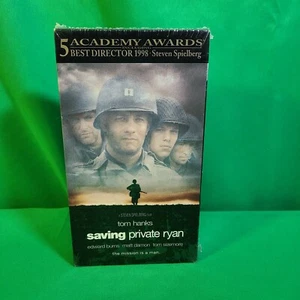 5 ACADEMY AWARDS
BEST DIRECTOR 1998 · Steven Spielberg
tom hanks
saving private ryan
edward burns matt damon tom sizemore
the mission is a man.